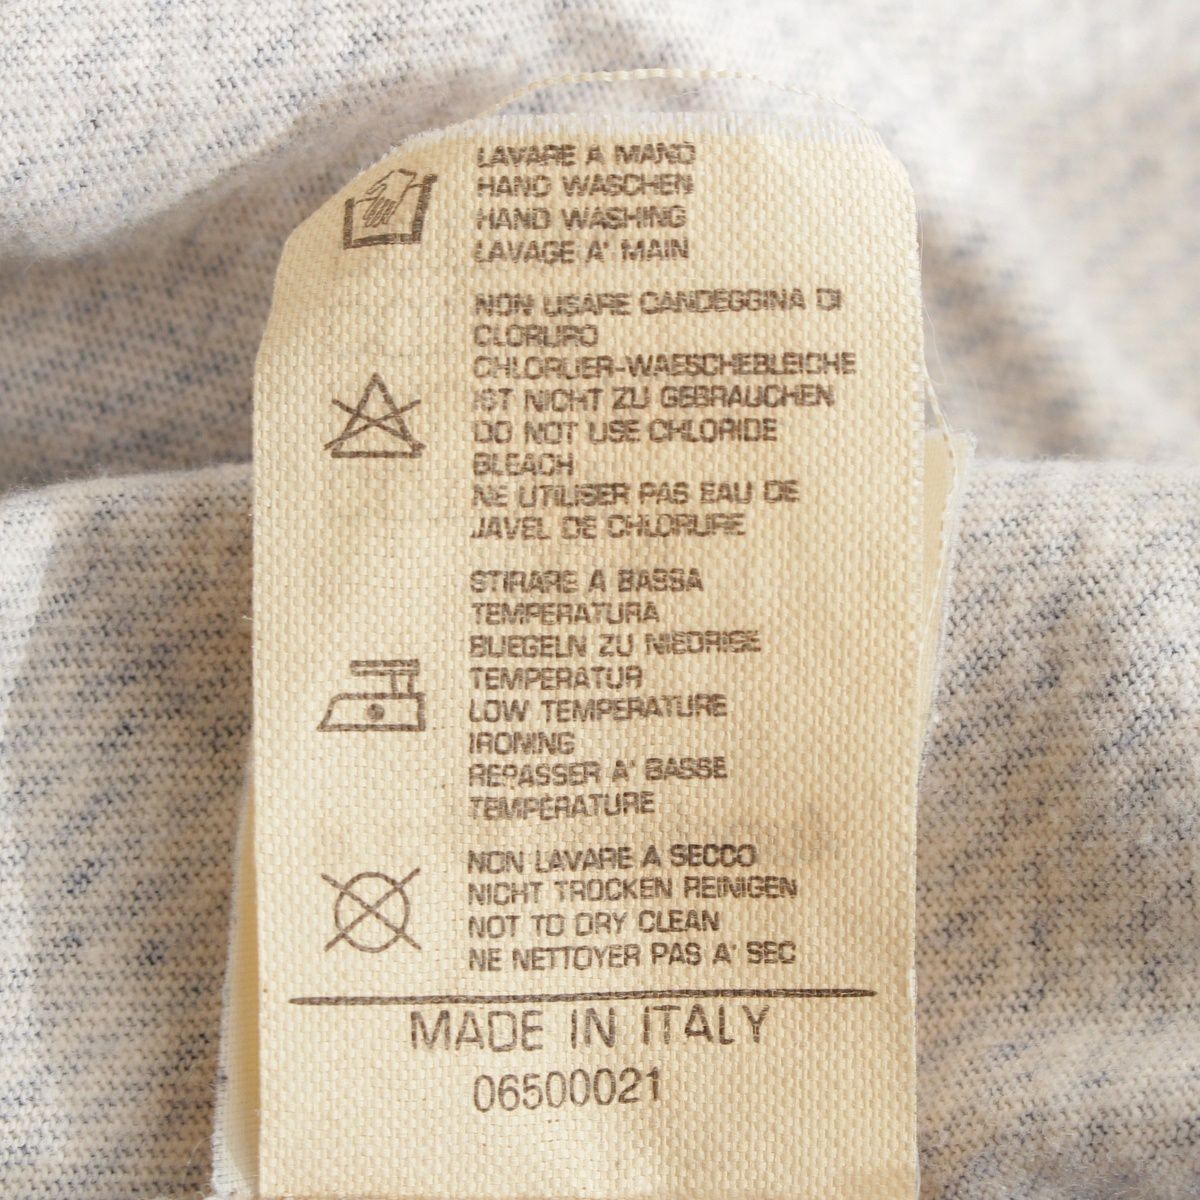 LAVARE A MANO
HAND WASCHEN
HAND WASHING
LAVAGE A' MAIN
NON USARE CANDEGGINA DI
CLORURO
CHLORUER-WAESCHEBLEICHE
IST NICHT ZU GEBRAUCHEN
DO NOT USE CHLORIDE
BLEACH
NE UTILISER PAS EAU DE
JAVEL DE CHLORURE
STIRARE A BASSA
TEMPERATURA
BUEGELN ZU NIEDRIGE
TEMPERATUR
LOW TEMPERATURE
IRONING
REPASSER A' BASSE
TEMPERATURE
NON LAVARE A SECCO
NICHT TROCKEN REINIGEN
NOT TO DRY CLEAN
NE NETTOYER PAS A' SEC
MADE IN ITALY
06500021